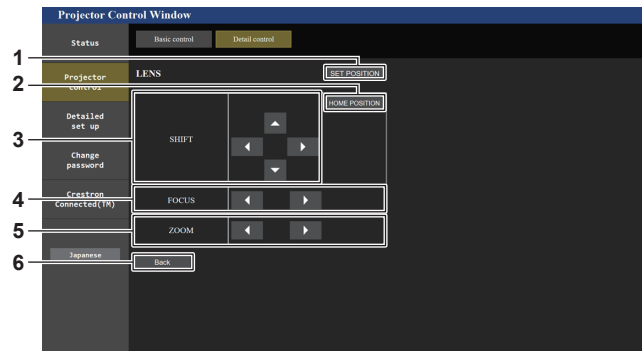 Projector Control Window
Status
Basic control
Detail control
1
2
Projector
control
LENS
SET POSITION
HOME POSITION
Detailed
set up
3
SHIFT
Change
password
4
Crestron
Connected(TM)
FOCUS
5
ZOOM
6
Japanese
Back